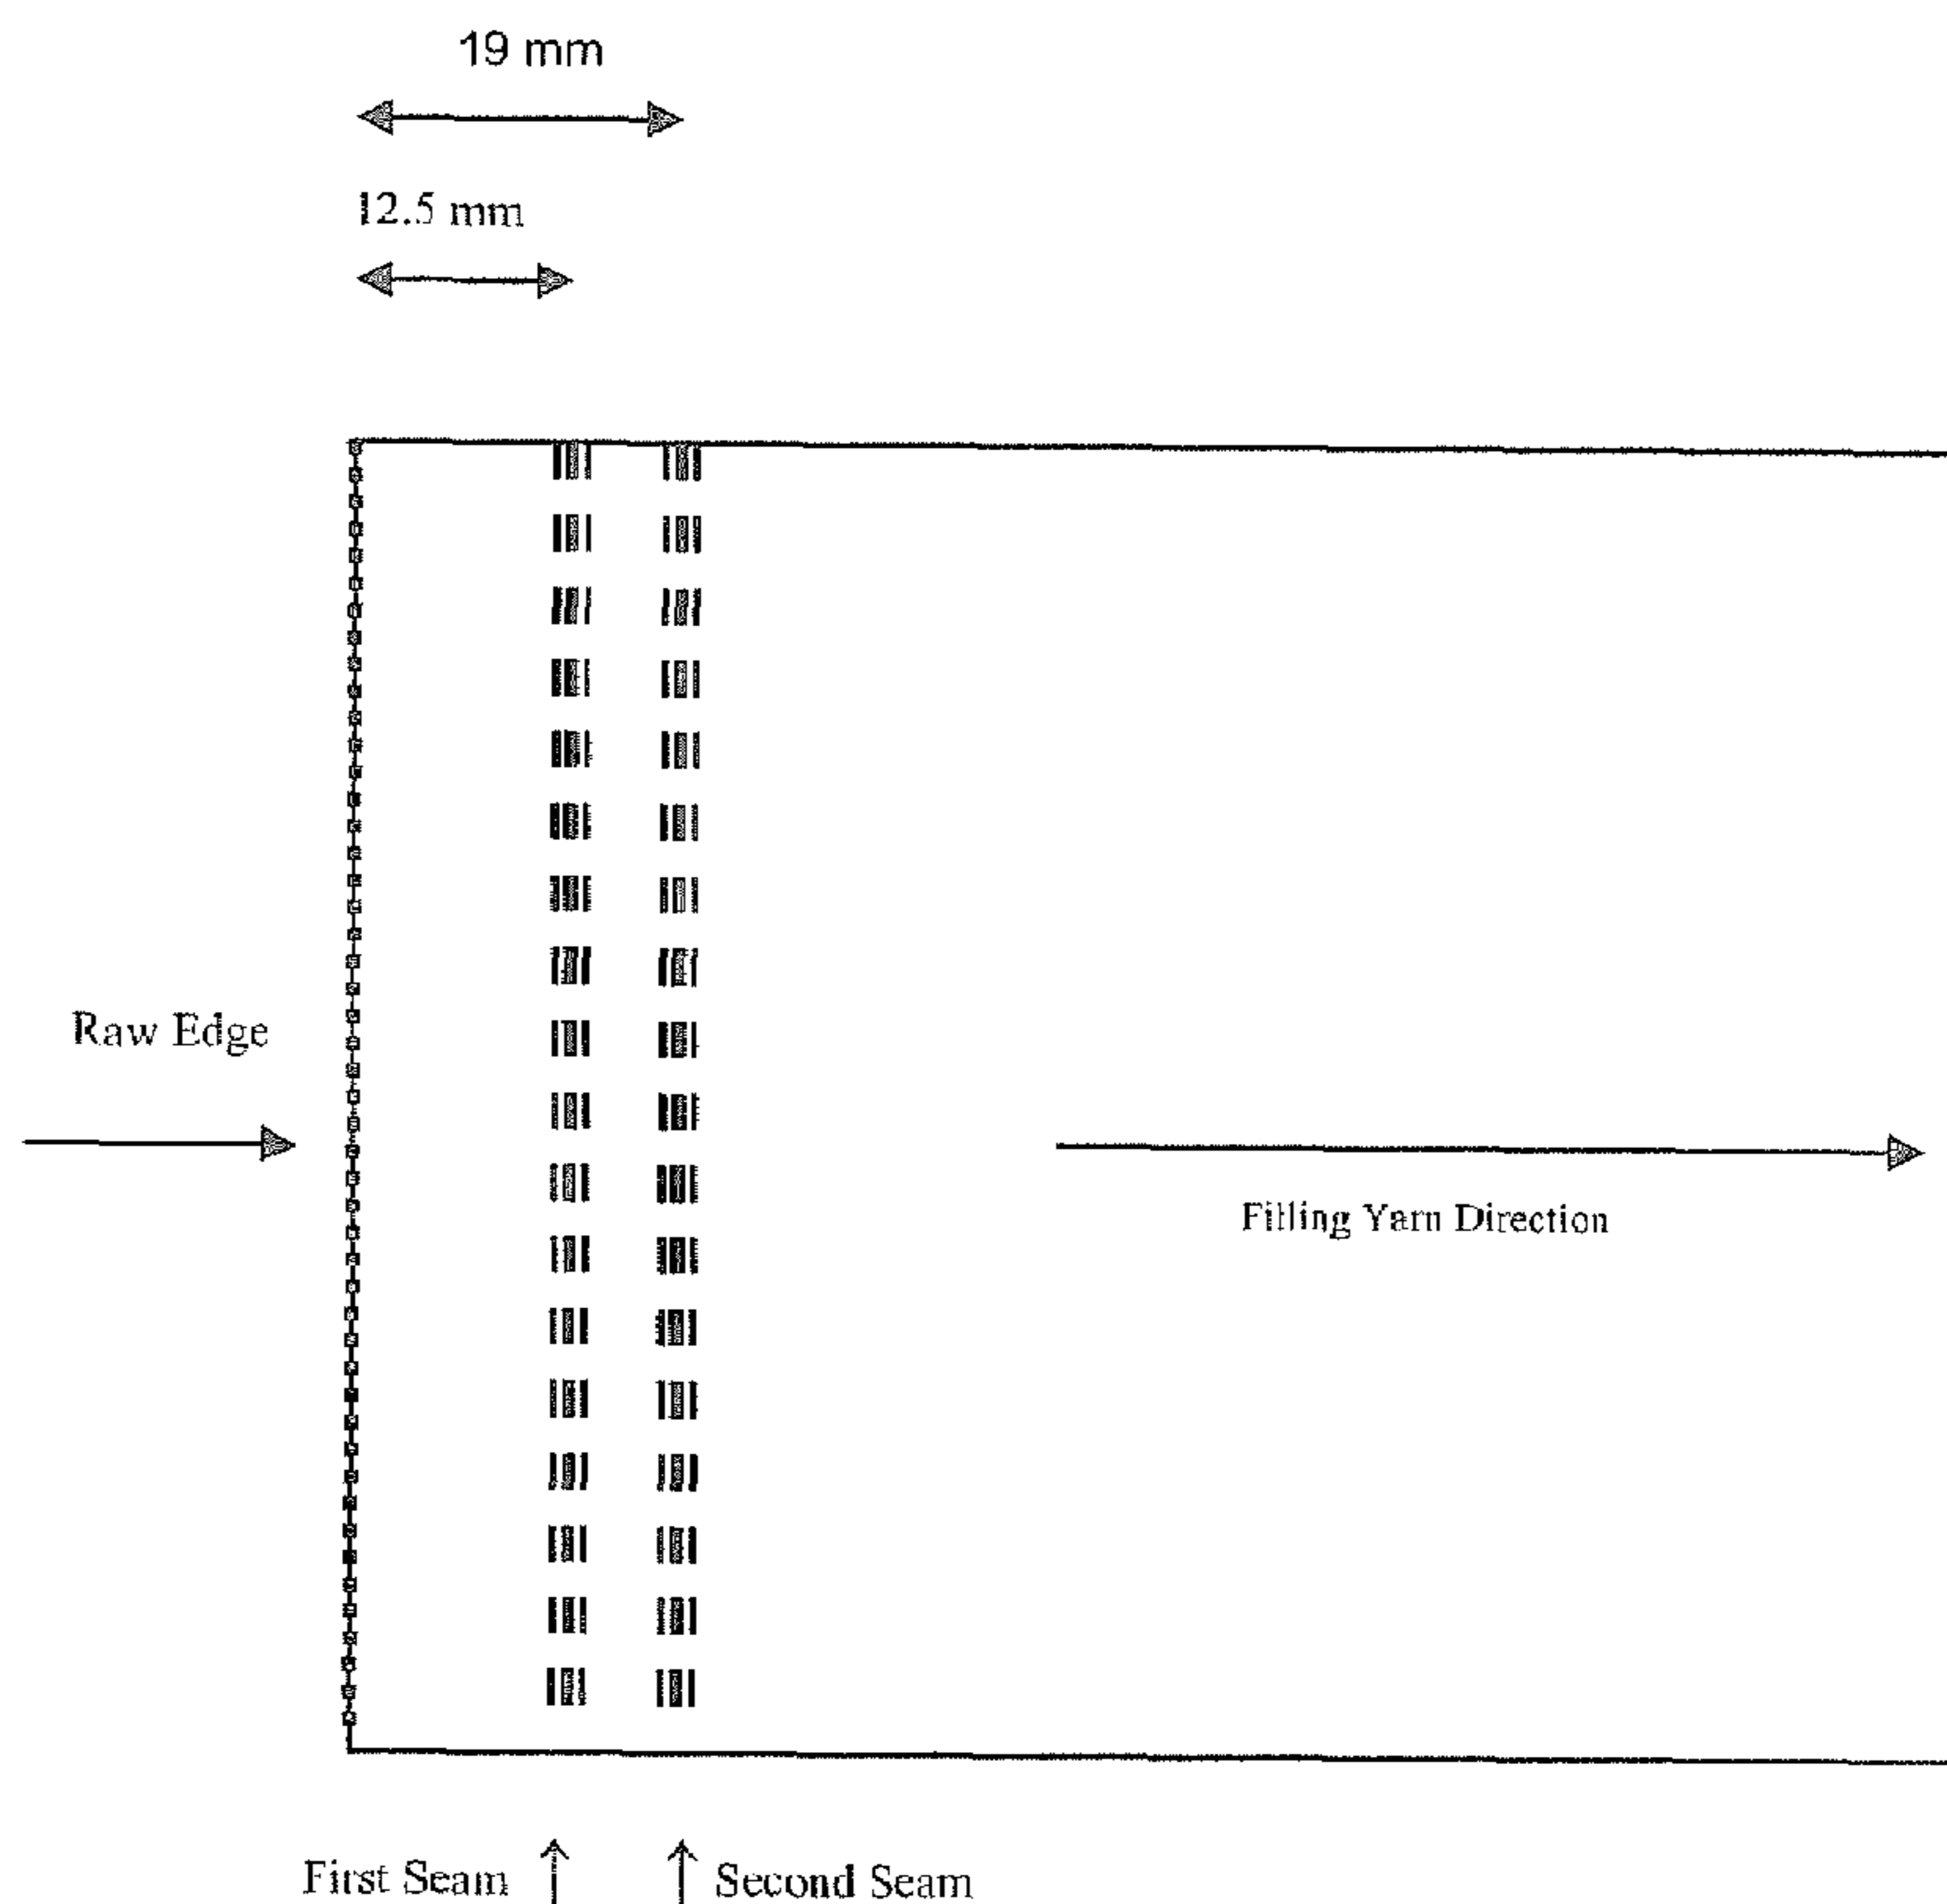 19 mm
12.5 mm
Raw Edge
Filling Yarn Direction
First Seam
Second Seam